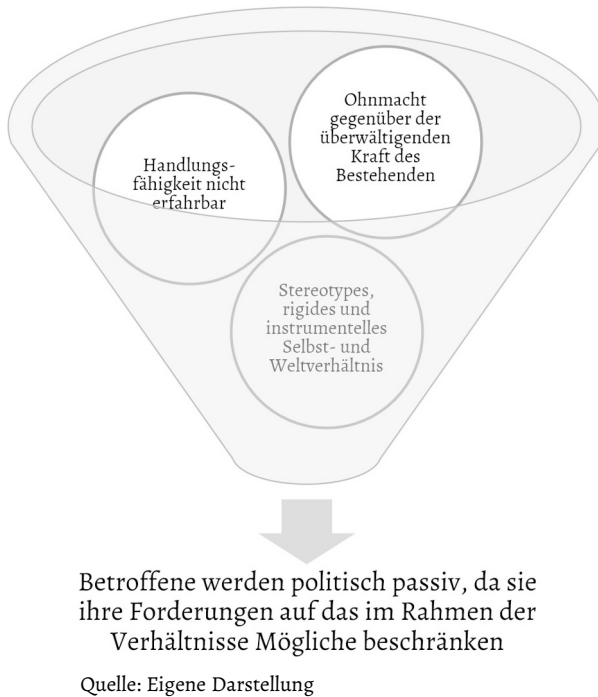 Ohnmacht
gegenüber der
überwältigenden
Kraft des
Bestehenden
Handlungs-
fähigkeit nicht
erfahrbar
Stereotypes,
rigides und
instrumentelles
Selbst- und
Weltverhältnis
Betroffene werden politisch passiv, da sie
ihre Forderungen auf das im Rahmen der
Verhältnisse Mögliche beschränken
Quelle: Eigene Darstellung